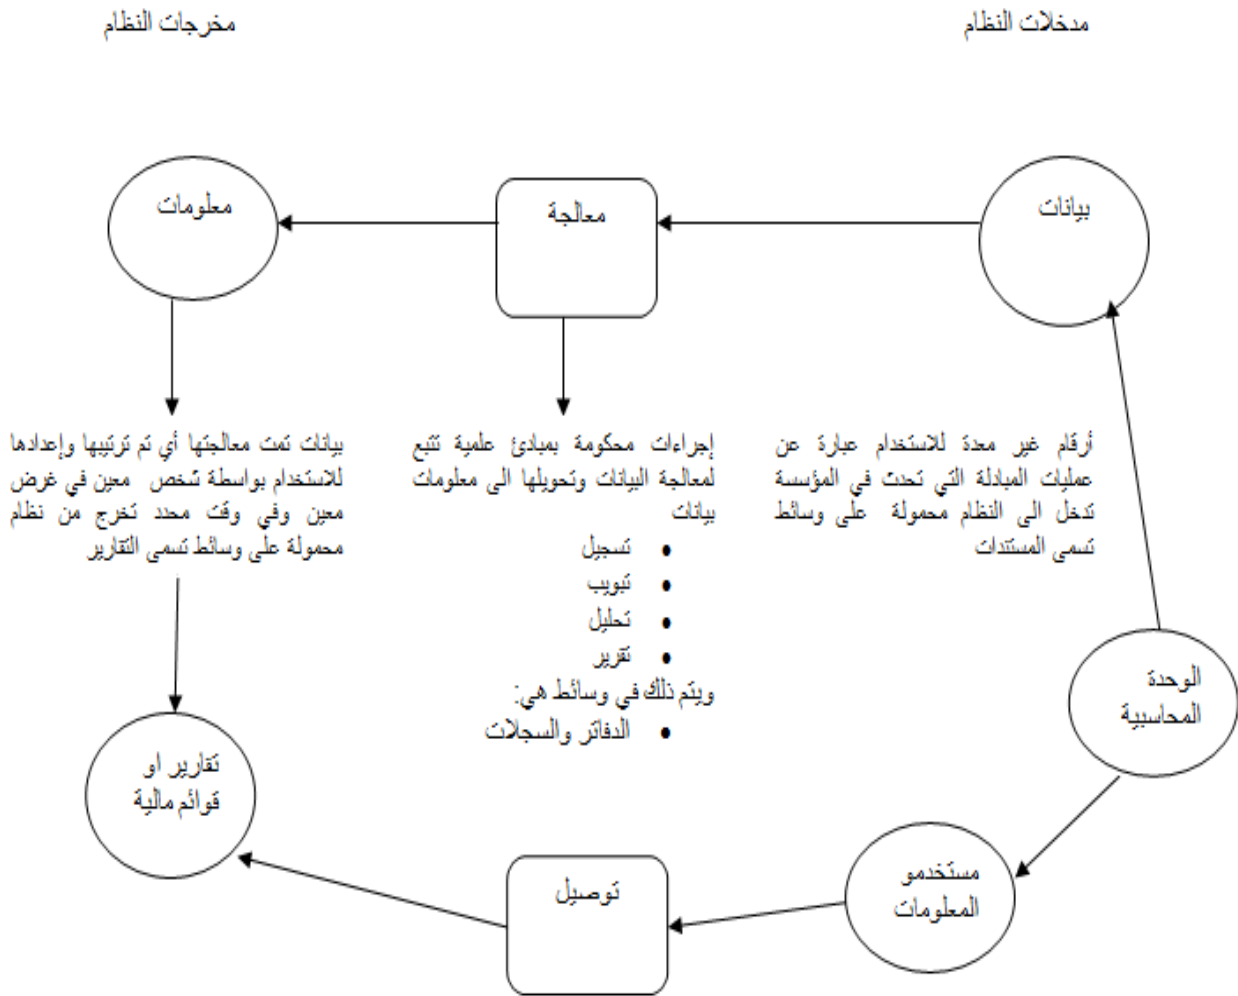 مدخلات النظام
مخرجات النظام
بيانات
معالجة
معلومات
أرقام غير معدة للاستخدام عبارة عن
عمليات المبادلة التي تحدث في المؤسسة
تدخل الى النظام محمولة على وسائط
تسمى المستندات
إجراءات محكومة بمبادئ علمية تتبع
لمعالجة البيانات وتحويلها الى معلومات
بيانات
• تسجيل
• تبويب
• تحليل
• تقرير
ويتم ذلك في وسائط هي:
• الدفاتر والسجلات
بيانات تمت معالجتها أي تم ترتيبها وإعدادها
للاستخدام بواسطة شخص معين في غرض
معين وفي وقت محدد تخرج من نظام
محمولة على وسائط تسمى التقارير
الوحدة
المحاسبية
تقارير او
قوائم مالية
مستخدمو
المعلومات
توصيل